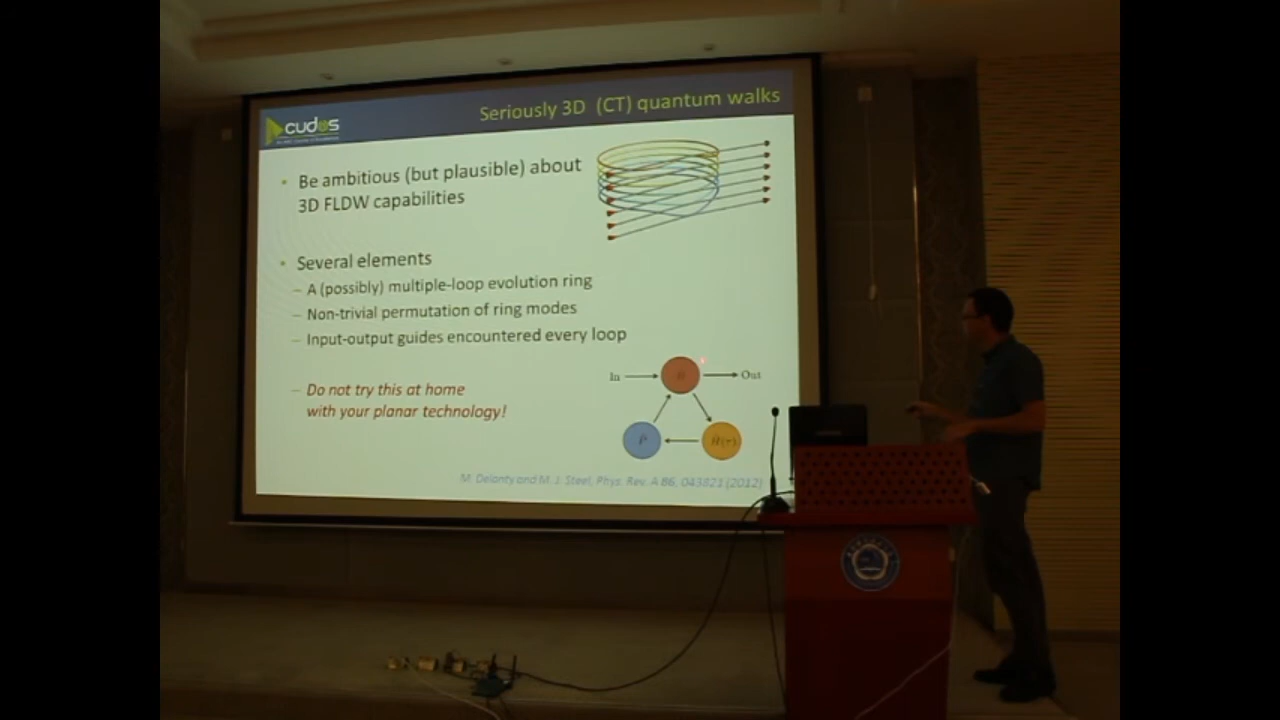 cudos
Seriously 3D (CT) quantum walks
Be ambitious (but plausible) about
3D FLDW capabilities
Several elements
– A (possibly) multiple-loop evolution ring
– Non-trivial permutation of ring modes
– Input-output guides encountered every loop
– Do not try this at home
with your planar technology!
In
Out
M. Delanty and M. J. Steel, Phys. Rev. A 86, 043821 (2012)